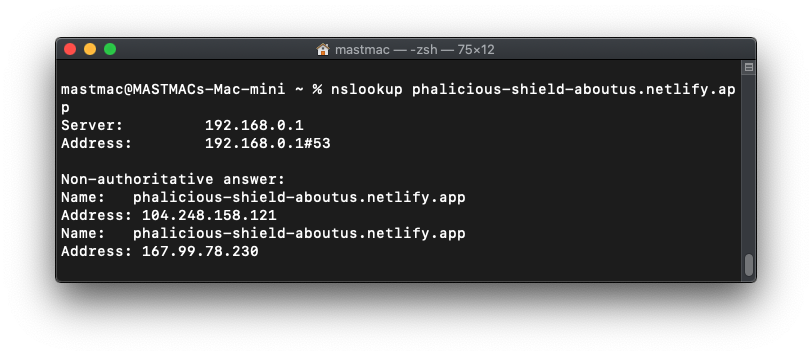 mastmac — -zsh — 75×12
mastmac@MASTMACs-Mac-mini ~ % nslookup phalicious-shield-aboutus.netlify.ap
p
Server: 192.168.0.1
Address: 192.168.0.1#53
Non-authoritative answer:
Name: phalicious-shield-aboutus.netlify.app
Address: 104.248.158.121
Name: phalicious-shield-aboutus.netlify.app
Address: 167.99.78.230